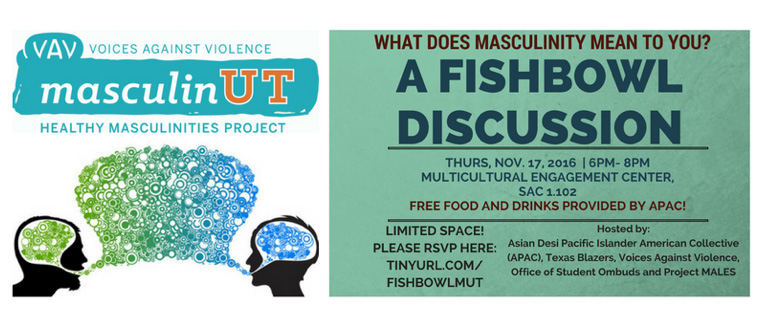 VAV VOICES AGAINST VIOLENCE
masculinUT
HEALTHY MASCULINITIES PROJECT
WHAT DOES MASCULINITY MEAN TO YOU?
A FISHBOWL
DISCUSSION
THURS, NOV. 17, 2016 | 6PM- 8PM
MULTICULTURAL ENGAGEMENT CENTER,
SAC 1.102
FREE FOOD AND DRINKS PROVIDED BY APAC!
LIMITED SPACE!
PLEASE RSVP HERE:
TINYURL.COM/
FISHBOWLMUT
Hosted by:
Asian Desi Pacific Islander American Collective
(APAC), Texas Blazers, Voices Against Violence,
Office of Student Ombuds and Project MALES